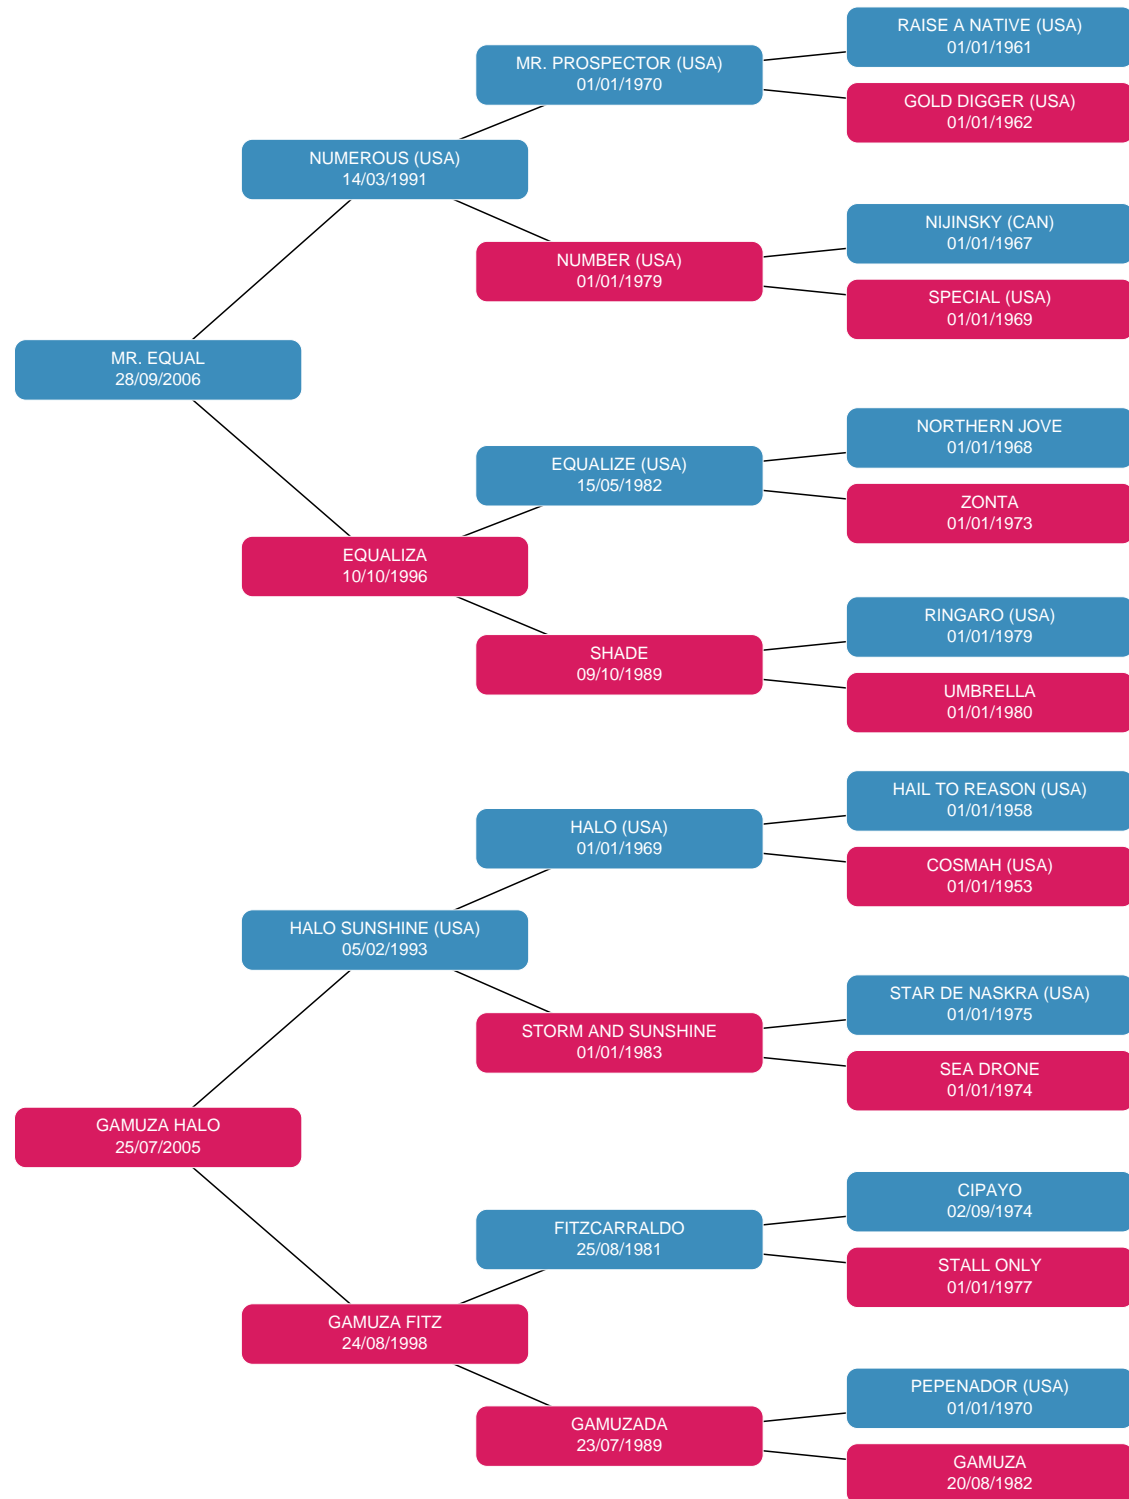 RAISE A NATIVE (USA)
01/01/1961
MR. PROSPECTOR (USA)
01/01/1970
GOLD DIGGER (USA)
01/01/1962
NUMEROUS (USA)
14/03/1991
NIJINSKY (CAN)
01/01/1967
NUMBER (USA)
01/01/1979
SPECIAL (USA)
01/01/1969
MR. EQUAL
28/09/2006
NORTHERN JOVE
01/01/1968
EQUALIZE (USA)
15/05/1982
ZONTA
01/01/1973
EQUALIZA
10/10/1996
RINGARO (USA)
01/01/1979
SHADE
09/10/1989
UMBRELLA
01/01/1980
HAIL TO REASON (USA)
01/01/1958
HALO (USA)
01/01/1969
COSMAH (USA)
01/01/1953
HALO SUNSHINE (USA)
05/02/1993
STAR DE NASKRA (USA)
01/01/1975
STORM AND SUNSHINE
01/01/1983
SEA DRONE
01/01/1974
GAMUZA HALO
25/07/2005
CIPAYO
02/09/1974
FITZCARRALDO
25/08/1981
STALL ONLY
01/01/1977
GAMUZA FITZ
24/08/1998
PEPENADOR (USA)
01/01/1970
GAMUZADA
23/07/1989
GAMUZA
20/08/1982